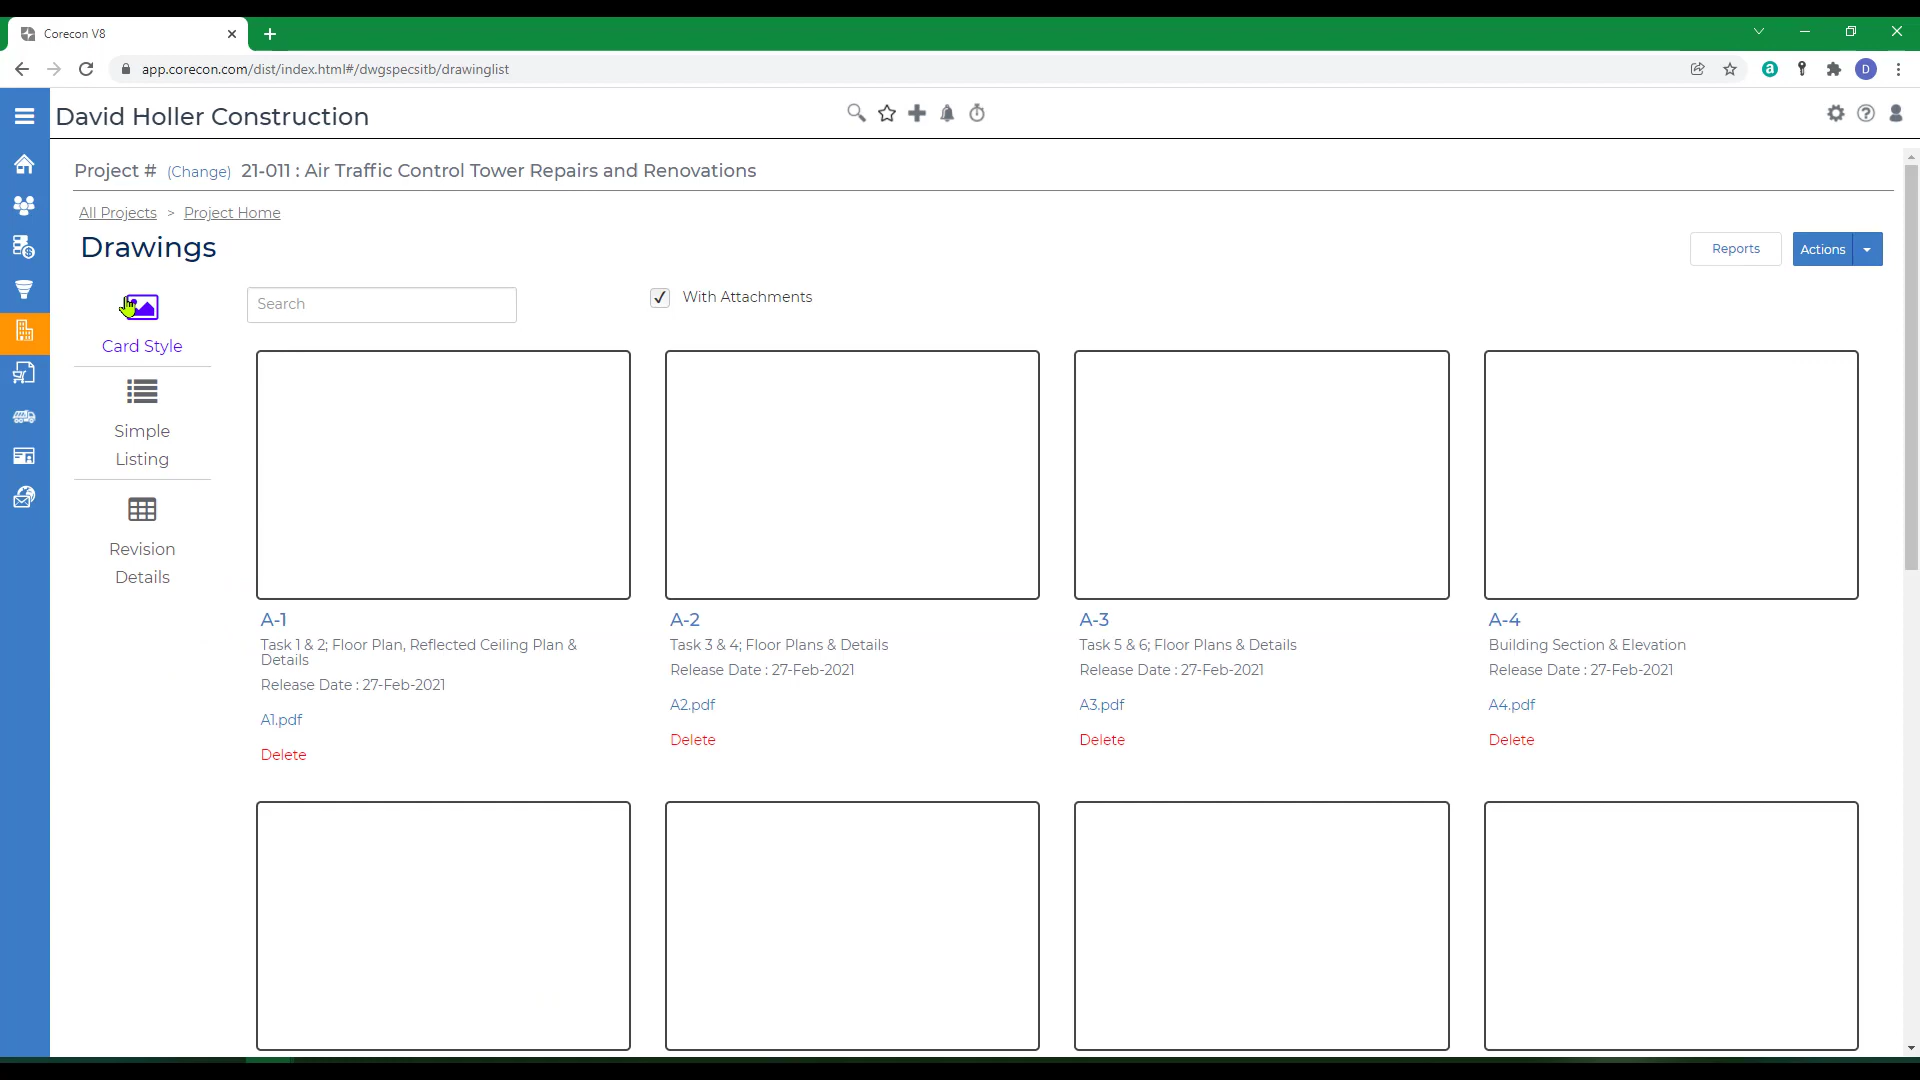 Corecon V8
app.corecon.com/dist/index.html#/dwgspecsitb/drawinglist
a
D
David Holler Construction
Project # (Change) 21-011 : Air Traffic Control Tower Repairs and Renovations
All Projects > Project Home
Drawings
Reports
Actions
Card Style
Simple
Listing
Revision
Details
Search
With Attachments
A-1
Task 1 & 2; Floor Plan, Reflected Ceiling Plan &
Details
Release Date : 27-Feb-2021
A1.pdf
Delete
A-2
Task 3 & 4; Floor Plans & Details
Release Date : 27-Feb-2021
A2.pdf
Delete
A-3
Task 5 & 6; Floor Plans & Details
Release Date : 27-Feb-2021
A3.pdf
Delete
A-4
Building Section & Elevation
Release Date : 27-Feb-2021
A4.pdf
Delete